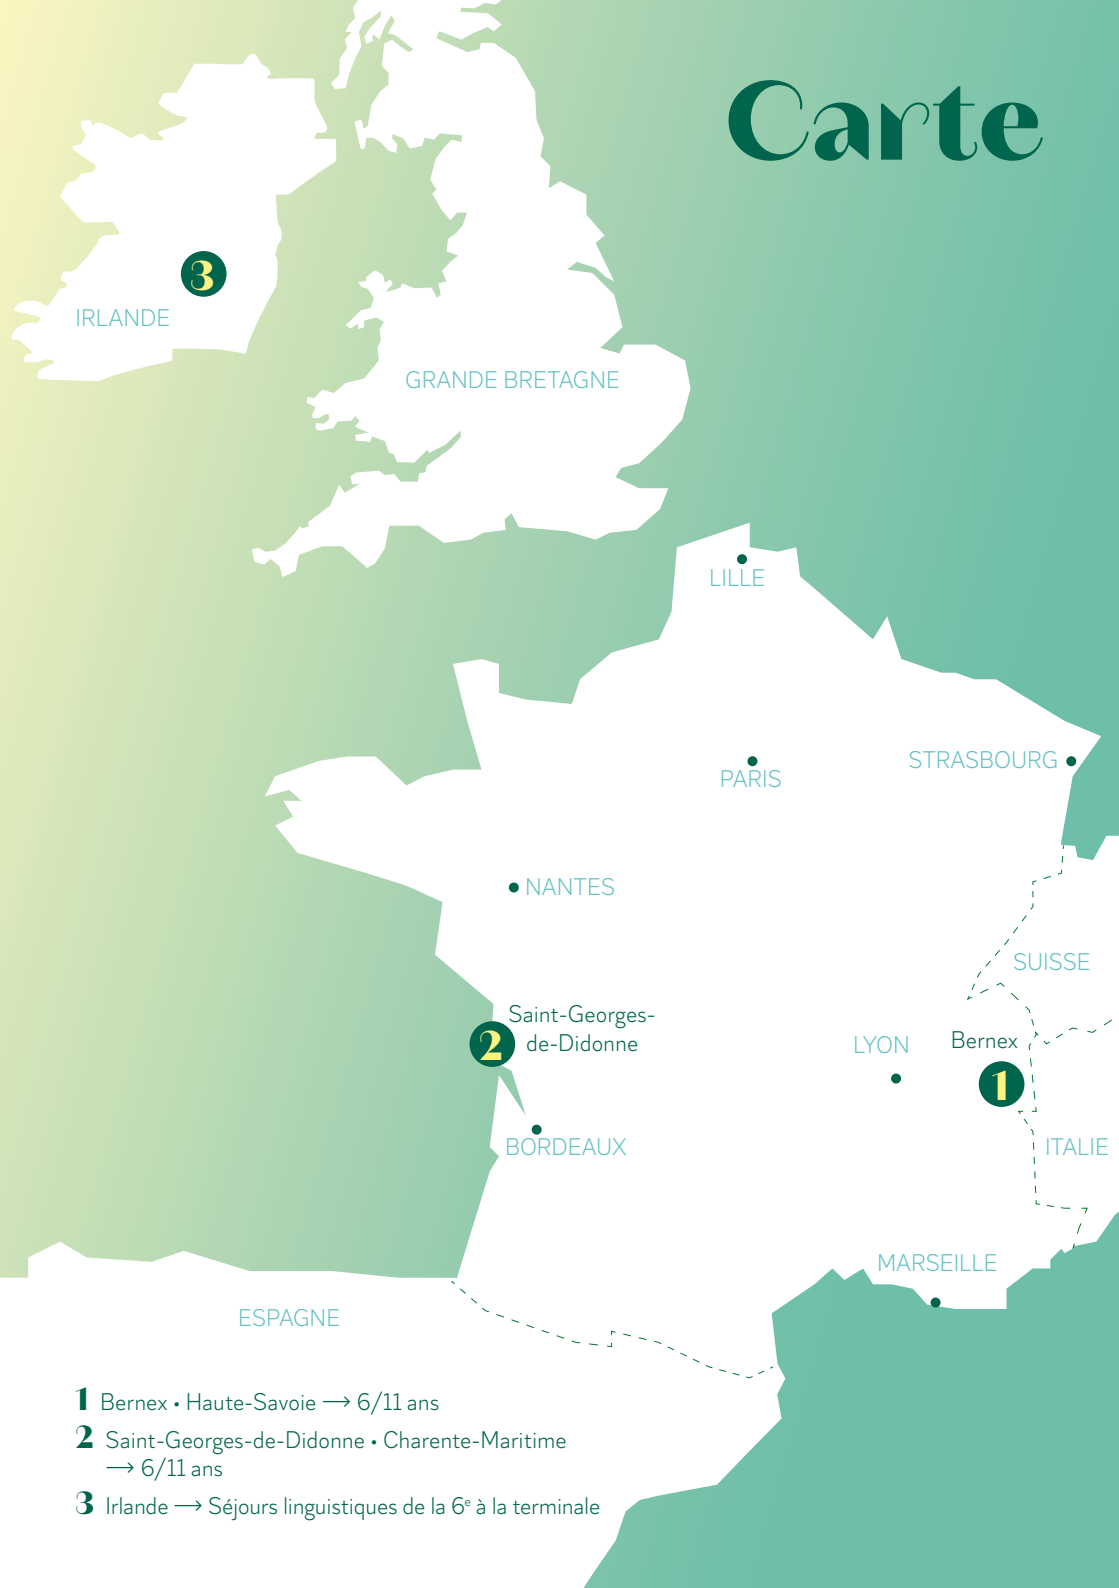 Carte
3
IRLANDE
GRANDE BRETAGNE
LILLE
PARIS
STRASBOURG
NANTES
SUISSE
Saint-Georges-
de-Didonne
2
LYON
Bernex
1
BORDEAUX
ITALIE
MARSEILLE
ESPAGNE
1 Bernex • Haute-Savoie ⟶ 6/11 ans
2 Saint-Georges-de-Didonne • Charente-Maritime
⟶ 6/11 ans
3 Irlande ⟶ Séjours linguistiques de la 6ᵉ à la terminale